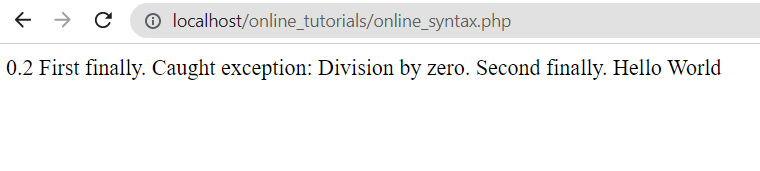 localhost/online_tutorials/online_syntax.php
0.2 First finally. Caught exception: Division by zero. Second finally. Hello World